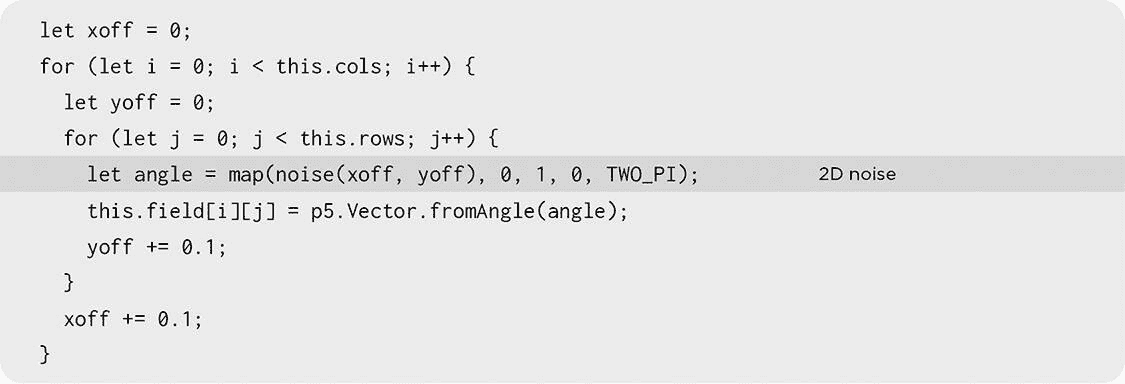 let xoff = 0;
for (let i = 0; i < this.cols; i++) {
  let yoff = 0;
  for (let j = 0; j < this.rows; j++) {
    let angle = map(noise(xoff, yoff), 0, 1, 0, TWO_PI); 2D noise
    this.field[i][j] = p5.Vector.fromAngle(angle);
    yoff += 0.1;
  }
  xoff += 0.1;
}